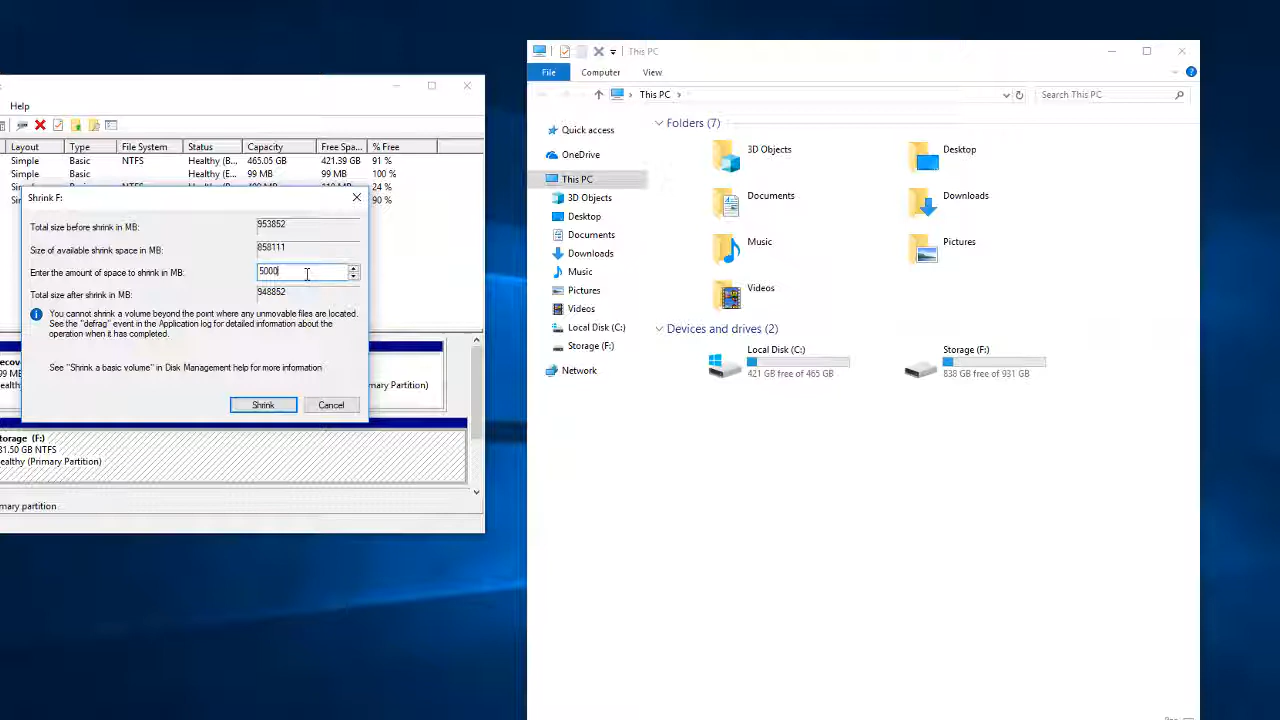 Help
Layout Type File System Status Capacity Free Spa... % Free
Simple Basic NTFS Healthy (B... 465.05 GB 421.39 GB 91 %
Simple Basic Healthy (E... 99 MB 99 MB 100 %
24 %
90 %
Shrink F:
Total size before shrink in MB: 953852
Size of available shrink space in MB: 858111
Enter the amount of space to shrink in MB: 5000
Total size after shrink in MB: 948852
You cannot shrink a volume beyond the point where any unmovable files are located.
See the "defrag" event in the Application log for detailed information about the
operation when it has completed.
See "Shrink a basic volume" in Disk Management help for more information
Shrink Cancel
ecov
99 MB
ea
mary Partition)
torage (F:)
31.50 GB NTFS
ealthy (Primary Partition)
mary partition
This PC
File Computer View
This PC
Search This PC
Quick access
OneDrive
This PC
3D Objects
Desktop
Documents
Downloads
Music
Pictures
Videos
Local Disk (C:)
Storage (F:)
Network
Folders (7)
3D Objects Desktop
Documents Downloads
Music Pictures
Videos
Devices and drives (2)
Local Disk (C:) Storage (F:)
421 GB free of 465 GB 838 GB free of 931 GB